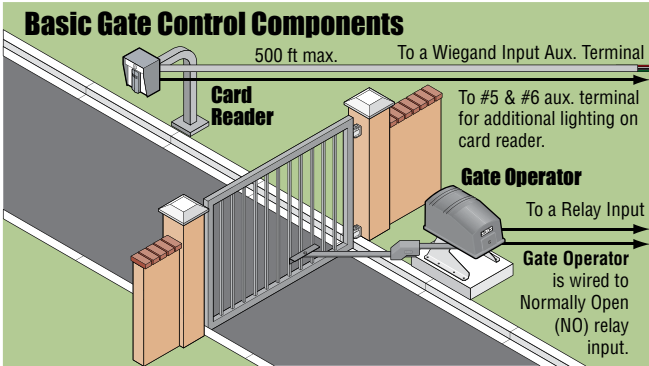 Basic Gate Control Components
500 ft max.
To a Wiegand Input Aux. Terminal
Card
Reader
To #5 & #6 aux. terminal
for additional lighting on
card reader.
Gate Operator
To a Relay Input
Gate Operator
is wired to
Normally Open
(NO) relay
input.